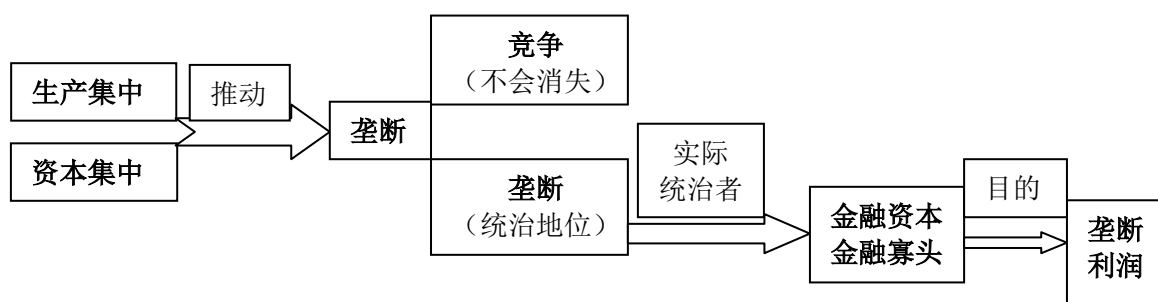 生产集中
资本集中
推动
垄断
竞争
（不会消失）
垄断
（统治地位）
实际
统治者
金融资本
金融寡头
目的
垄断
利润